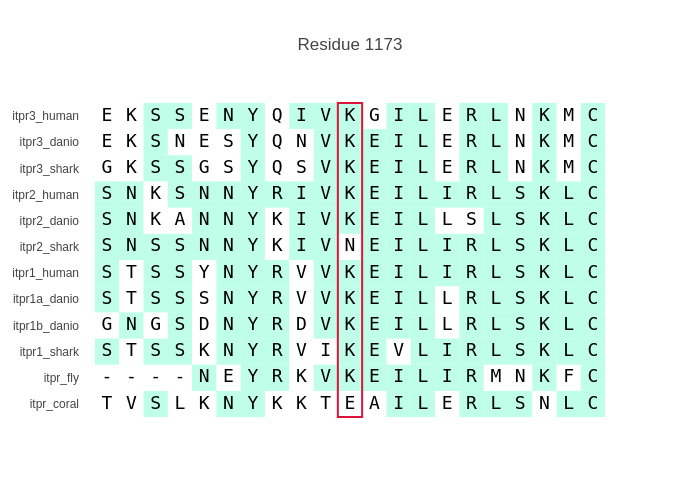 Residue 1173
itpr3_human E K S S E N Y Q I V K G I L E R L N K M C
itpr3_danio E K S N E S Y Q N V K E I L E R L N K M C
itpr3_shark G K S S G S Y Q S V K E I L E R L N K M C
itpr2_human S N K S N N Y R I V K E I L I R L S K L C
itpr2_danio S N K A N N Y K I V K E I L L S L S K L C
itpr2_shark S N S S N N Y K I V N E I L I R L S K L C
itpr1_human S T S S Y N Y R V V K E I L I R L S K L C
itpr1a_danio S T S S S N Y R V V K E I L L R L S K L C
itpr1b_danio G N G S D N Y R D V K E I L L R L S K L C
itpr1_shark S T S S K N Y R V I K E V L I R L S K L C
itpr_fly - - - - N E Y R K V K E I L I R M N K F C
itpr_coral T V S L K N Y K K T E A I L E R L S N L C